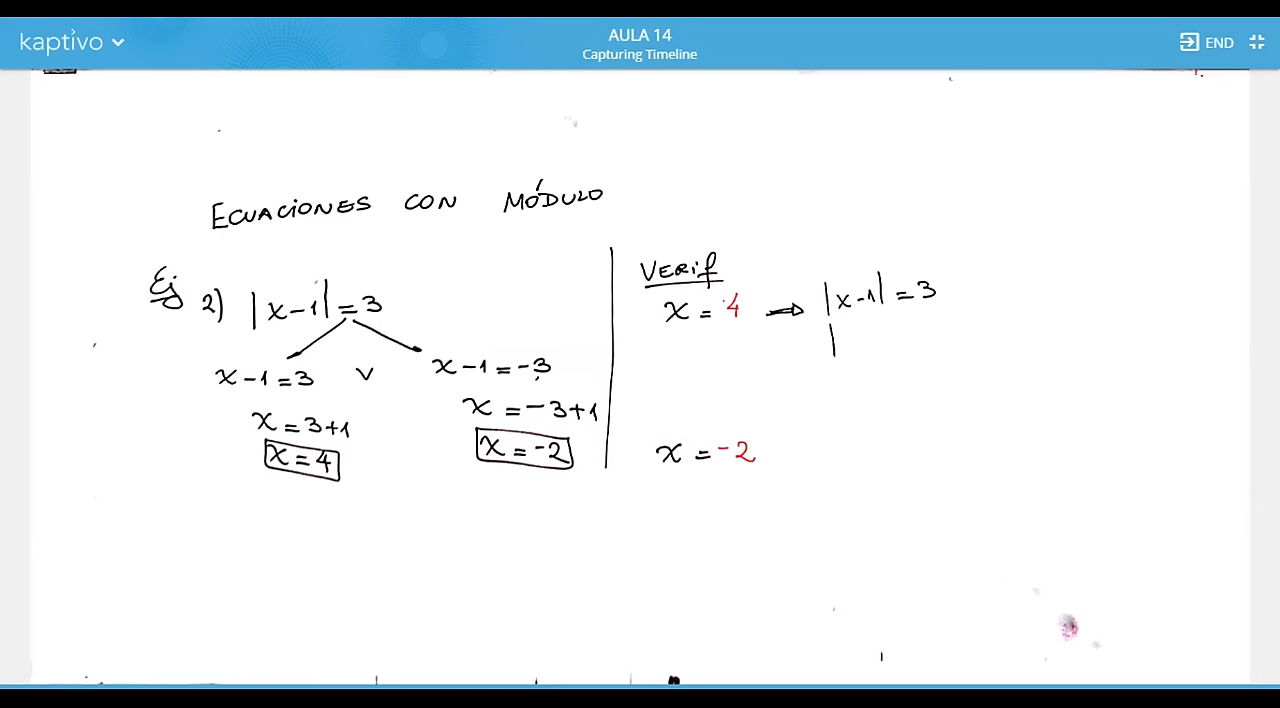 kaptivo
AULA 14
Capturing Timeline
END
ECUACIONES CON MÓDULO
Ej 2) |x-1| = 3
x-1=3 v x-1=-3
x=3+1
x=-3+1
x=4
x=-2
VERIF
x=4 ⇒ |x-1|=3
|
x=-2